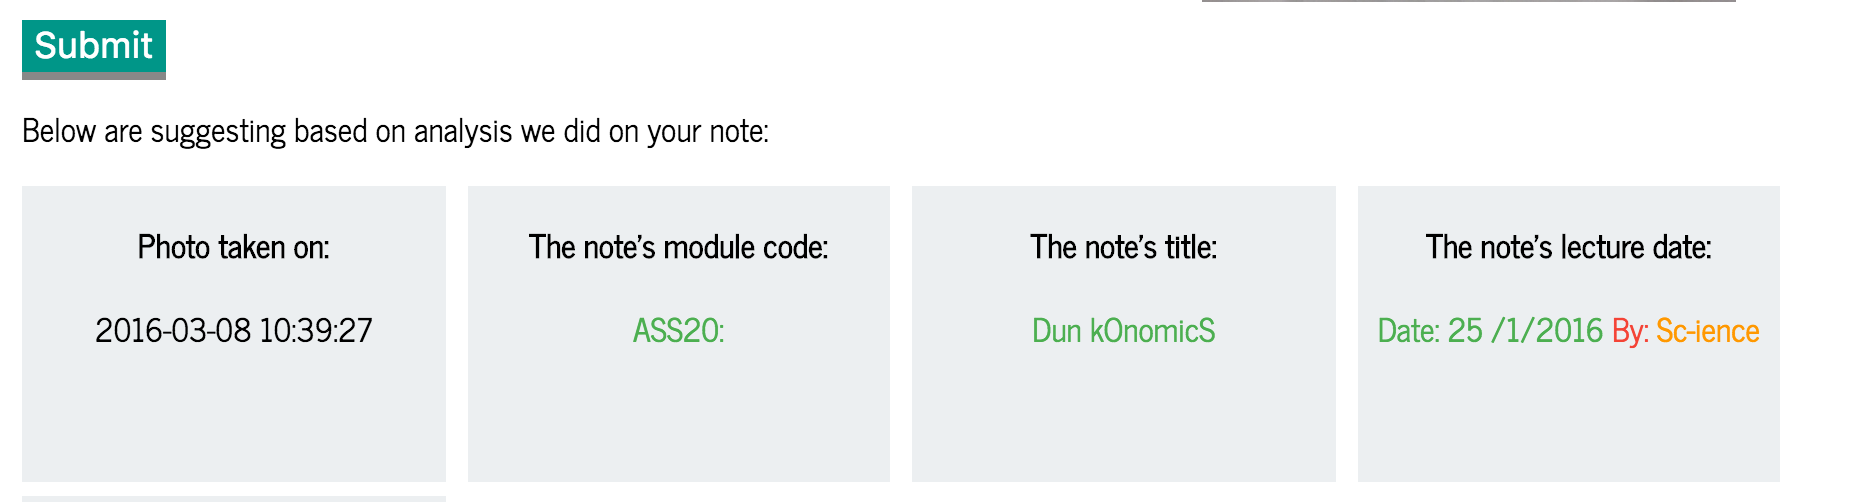 Submit
Below are suggesting based on analysis we did on your note:
Photo taken on:
2016-03-08 10:39:27
The note's module code:
ASS20:
The note's title:
Dun kOnomicS
The note's lecture date:
Date: 25 /1/2016 By: Sc-ience